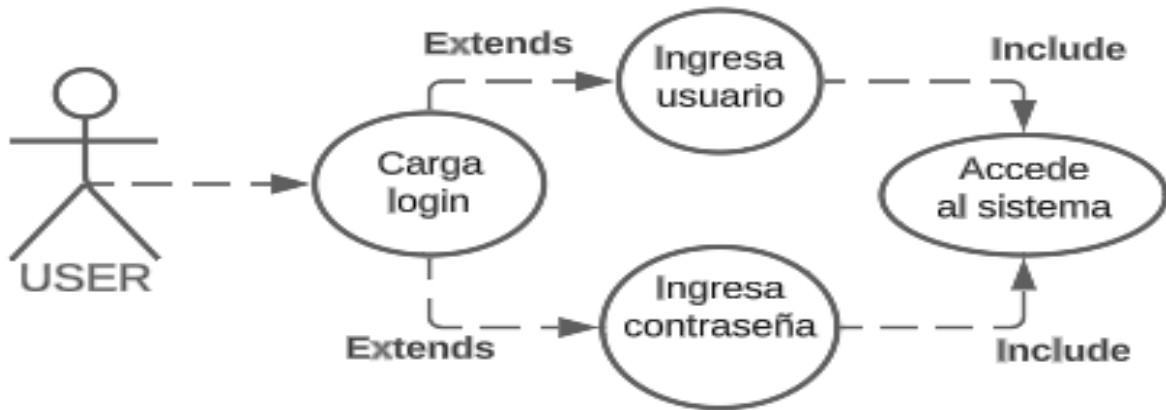 Extends
Ingresa
usuario
Include
Carga
login
Accede
al sistema
USER
Ingresa
contraseña
Extends
Include